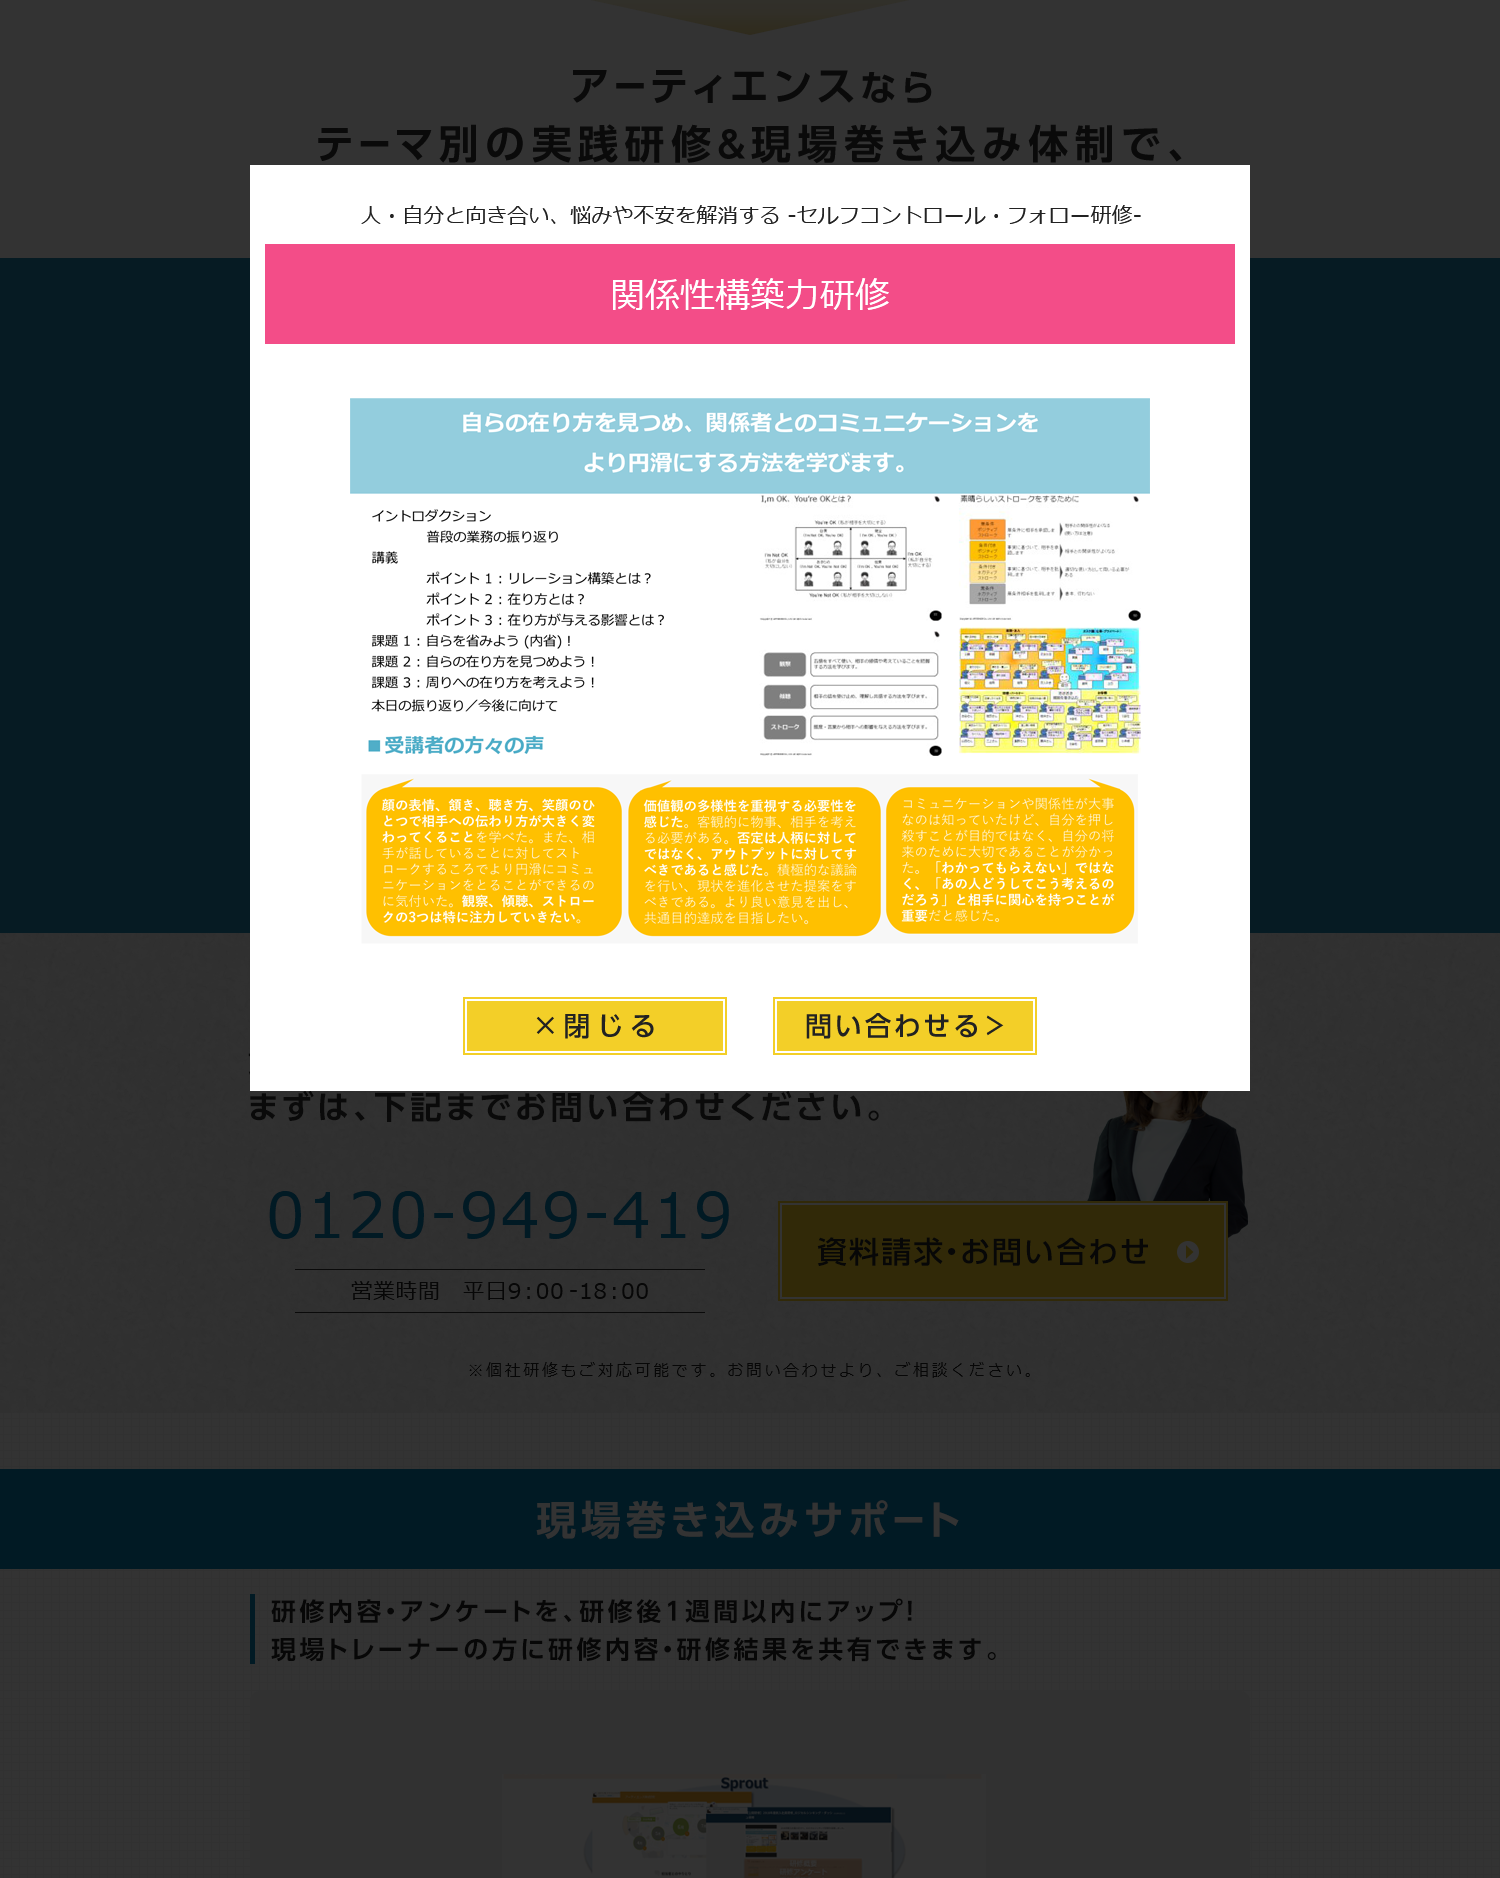 アーティエンスなら
テーマ別の実践研修&現場巻き込み体制で、
人・自分と向き合い、悩みや不安を解消する -セルフコントロール・フォロー研修-
関係性構築力研修
自らの在り方を見つめ、関係者とのコミュニケーションを
より円滑にする方法を学びます。
イントロダクション
普段の業務の振り返り
講義
ポイント 1：リレーション構築とは？
ポイント 2：在り方とは？
ポイント 3：在り方が与える影響とは？
課題 1：自らを省みよう (内省)！
課題 2：自らの在り方を見つめよう！
課題 3：周りへの在り方を考えよう！
本日の振り返り／今後に向けて
I,m OK. You're OKとは？
You're OK（私が相手を大切にする）
You're Not OK（私が相手を大切にしない）
素晴らしいストロークをするために
観察
傾聴
ストローク
■受講者の方々の声
顔の表情、頷き、聴き方、笑顔のひ
とつで相手への伝わり方が大きく変
わってくることを学べた。また、相
手が話していることに対してスト
ロークするころでより円滑にコミュ
ニケーションをとることができるの
に気付いた。観察、傾聴、ストロー
クの3つは特に注力していきたい。
価値観の多様性を重視する必要性を
感じた。客観的に物事、相手を考え
る必要がある。否定は人柄に対して
ではなく、アウトプットに対してす
べきであると感じた。積極的な議論
を行い、現状を進化させた提案をす
べきである。より良い意見を出し、
共通目的達成を目指したい。
コミュニケーションや関係性が大事
なのは知っていたけど、自分を押し
殺すことが目的ではなく、自分の将
来のために大切であることが分かっ
た。「わかってもらえない」ではな
く、「あの人どうしてこう考えるの
だろう」と相手に関心を持つことが
重要だと感じた。
×閉じる
問い合わせる＞
まずは、下記までお問い合わせください。
0120-949-419
営業時間　平日9:00-18:00
資料請求・お問い合わせ
※個社研修もご対応可能です。お問い合わせより、ご相談ください。
現場巻き込みサポート
研修内容・アンケートを、研修後1週間以内にアップ!
現場トレーナーの方に研修内容・研修結果を共有できます。
Sprout